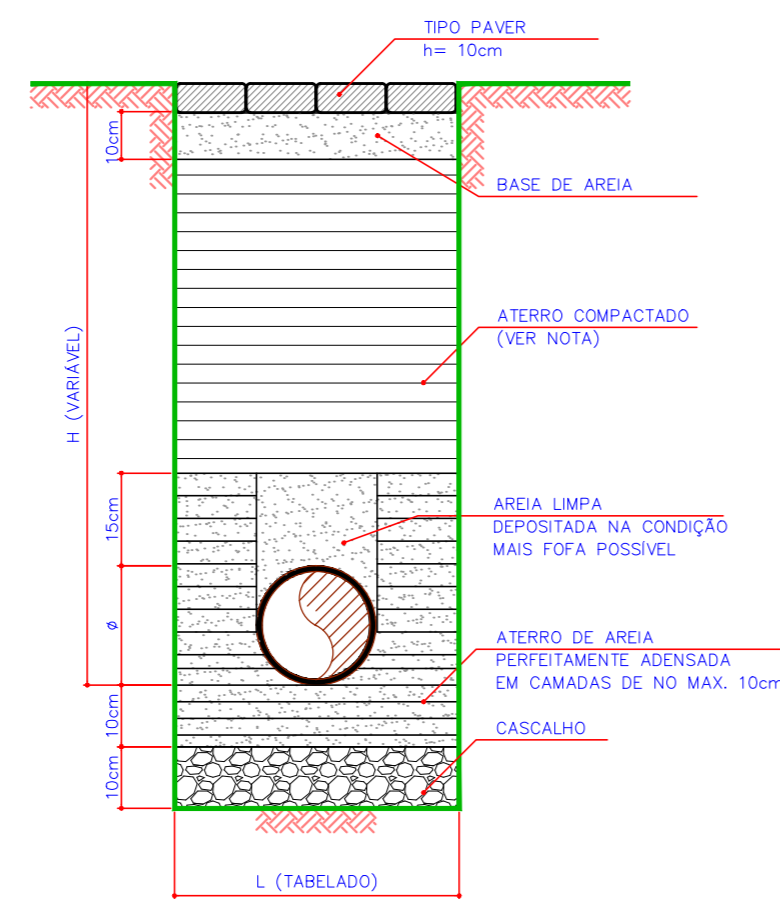 TIPO PAVER
h= 10cm
10cm
BASE DE AREIA
ATERRO COMPACTADO
(VER NOTA)
H (VARIÁVEL)
15cm
AREIA LIMPA
DEPOSITADA NA CONDIÇÃO
MAIS FOFA POSSÍVEL
ø
ATERRO DE AREIA
PERFEITAMENTE ADENSADA
EM CAMADAS DE NO MAX. 10cm
10cm
CASCALHO
10cm
L (TABELADO)